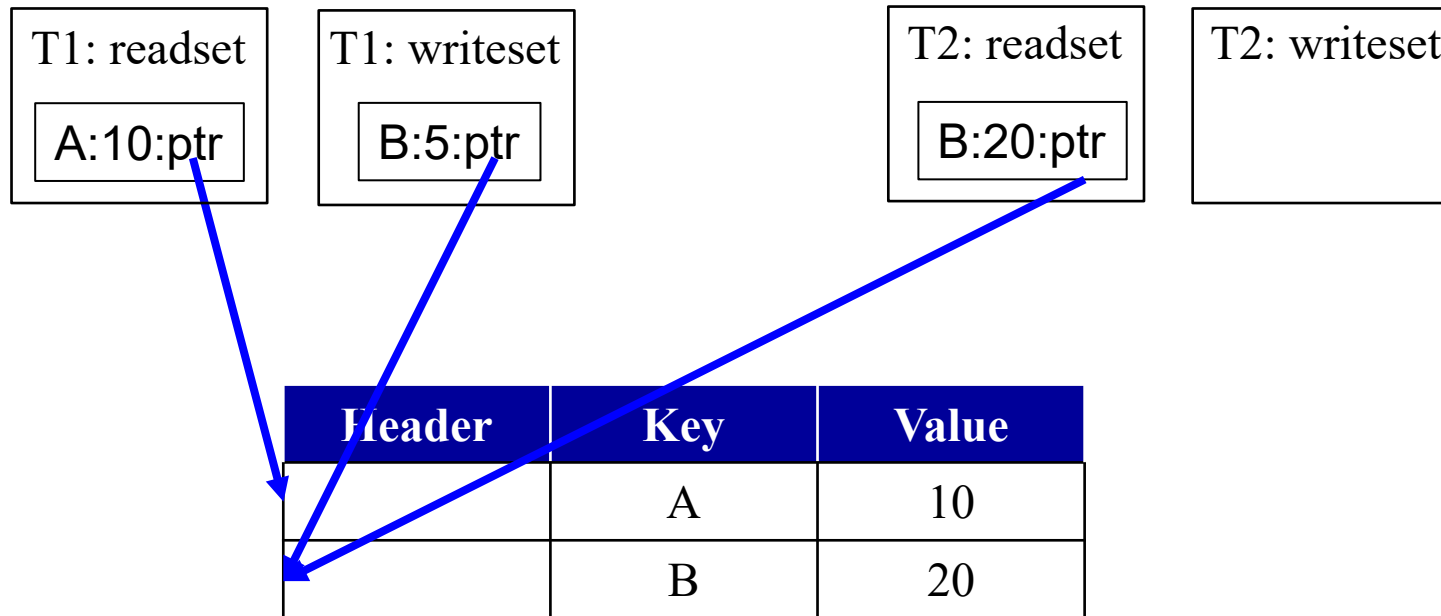 T1: readset
A:10:ptr
T1: writeset
B:5:ptr
T2: readset
B:20:ptr
T2: writeset
Header Key Value
A 10
B 20